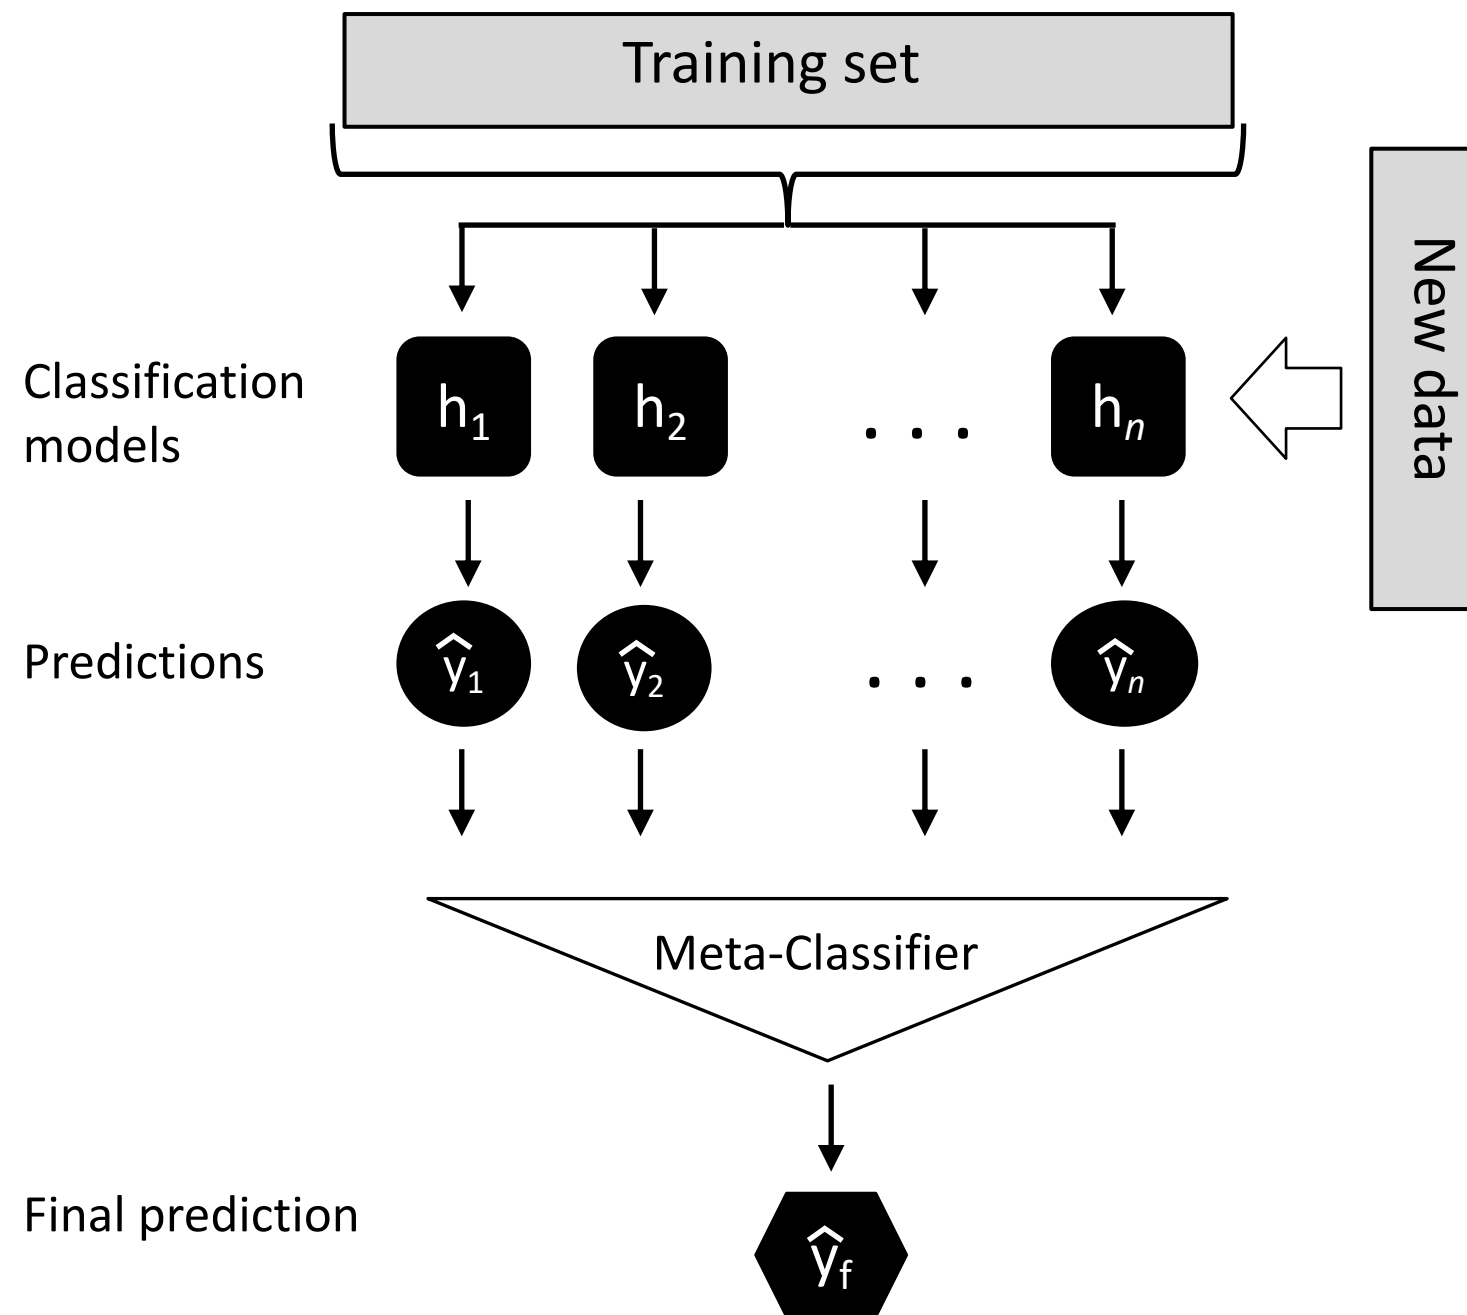 Training set
New data
Classification
models
h₁ h₂ . . . hₙ
Predictions
ŷ₁ ŷ₂ . . . ŷₙ
Meta-Classifier
Final prediction
ŷf